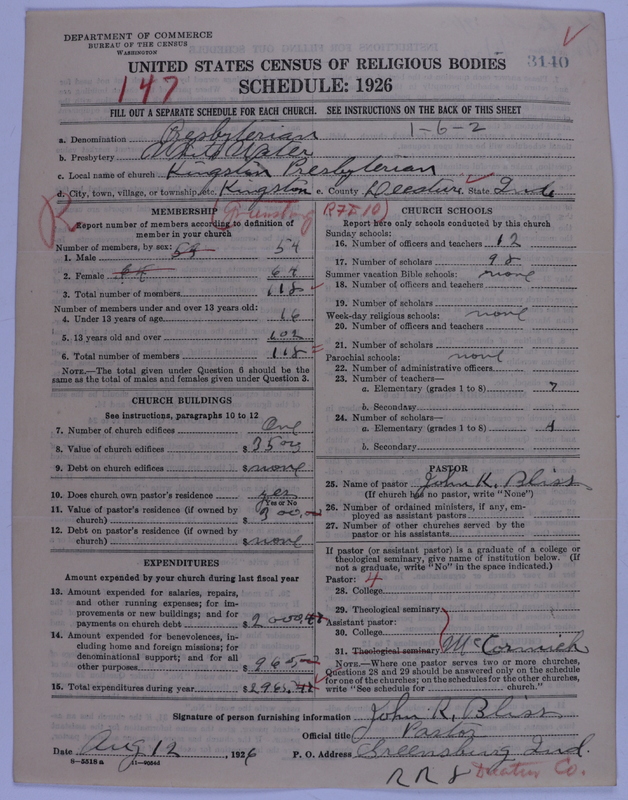 DEPARTMENT OF COMMERCE
BUREAU OF THE CENSUS
WASHINGTON
UNITED STATES CENSUS OF RELIGIOUS BODIES
3140
147
SCHEDULE: 1926
FILL OUT A SEPARATE SCHEDULE FOR EACH CHURCH. SEE INSTRUCTIONS ON THE BACK OF THIS SHEET
a. Denomination Presbyterian 1-6-2
b. Presbytery White Water
c. Local name of church Kingston Presbyterian
d. City, town, village, or township, etc. Kingston e. County Decatur State Ind
MEMBERSHIP
Report number of members according to definition of
member in your church
Number of members, by sex:
1. Male 54 54
2. Female 64 64
3. Total number of members 118
Number of members under and over 13 years old:
4. Under 13 years of age 16
5. 13 years old and over 102
6. Total number of members 118
NOTE.—The total given under Question 6 should be
same as the total of males and females given under Question 3.
CHURCH BUILDINGS
See instructions, paragraphs 10 to 12
7. Number of church edifices One
8. Value of church edifices $
9. Debt on church edifices $ none
10. Does church own pastor's residence yes
Yes or No
11. Value of pastor's residence (if owned by
church) $
12. Debt on pastor's residence (if owned by
church) $ none
EXPENDITURES
Amount expended by your church during last fiscal year
13. Amount expended for salaries, repairs,
and other running expenses; for im-
provements or new buildings; and for
payments on church debt $ 2000
14. Amount expended for benevolences, in-
cluding home and foreign missions; for
denominational support; and for all
other purposes $ 965
15. Total expenditures during year $ 2965
R 7 I 10
CHURCH SCHOOLS
Report here only schools conducted by this church
Sunday schools:
16. Number of officers and teachers 12
17. Number of scholars 98
Summer vacation Bible schools: none
18. Number of officers and teachers
19. Number of scholars
Week-day religious schools: none
20. Number of officers and teachers
21. Number of scholars
Parochial schools: none
22. Number of administrative officers
23. Number of teachers—
a. Elementary (grades 1 to 8)
b. Secondary
24. Number of scholars—
a. Elementary (grades 1 to 8)
b. Secondary
PASTOR
25. Name of pastor John K. Bliss
(If church has no pastor, write "None")
26. Number of ordained ministers, if any, em-
ployed as assistant pastors
27. Number of other churches served by the
pastor or his assistants
If pastor (or assistant pastor) is a graduate of a college or
theological seminary, give name of institution below. (If
not a graduate, write "No" in the space indicated.)
Pastor: 4
28. College
29. Theological seminary
Assistant pastor:
30. College
31. Theological seminary McCormick
NOTE.—Where one pastor serves two or more churches,
Questions 28 and 29 should be answered only on the schedule
for one of the churches; on the schedules for the other churches,
write "See schedule for church."
Signature of person furnishing information John K. Bliss
Official title Pastor
Date Aug 12, 1926 P. O. Address Greensburg Ind.
8—5518 a
RR 8 Decatur Co.